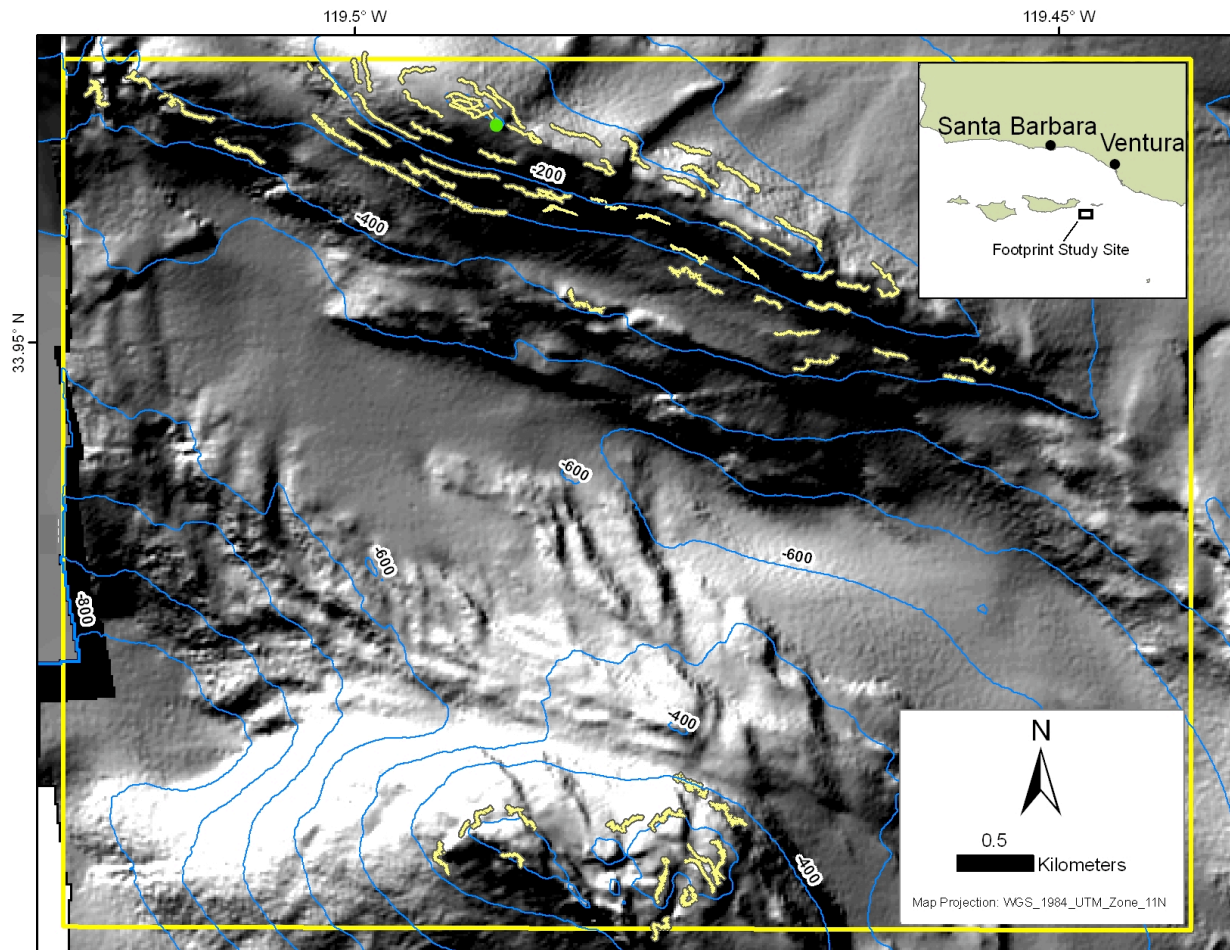 119.5° W
119.45° W
33.95° N
Santa Barbara
Ventura
Footprint Study Site
-200
-400
-600
-600
-600
-800
-400
-400
N
0.5
Kilometers
Map Projection: WGS_1984_UTM_Zone_11N